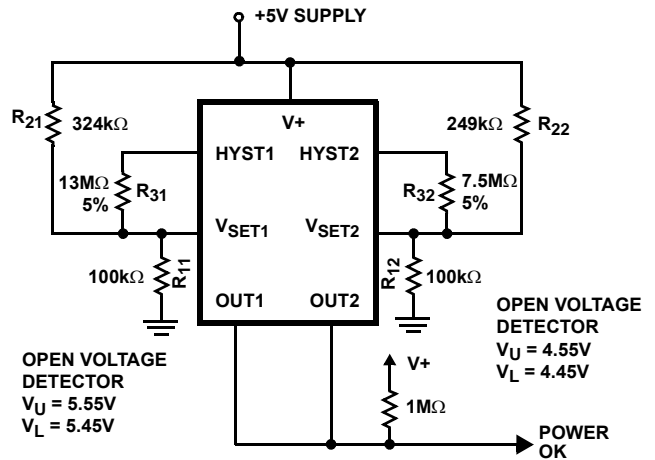 +5V SUPPLY
R21
324kΩ
V+
249kΩ
R22
HYST1
HYST2
13MΩ
5%
R31
R32
7.5MΩ
5%
VSET1
VSET2
100kΩ
R11
R12
100kΩ
OUT1
OUT2
OPEN VOLTAGE
DETECTOR
VU = 5.55V
VL = 5.45V
OPEN VOLTAGE
DETECTOR
VU = 4.55V
VL = 4.45V
V+
1MΩ
POWER
OK